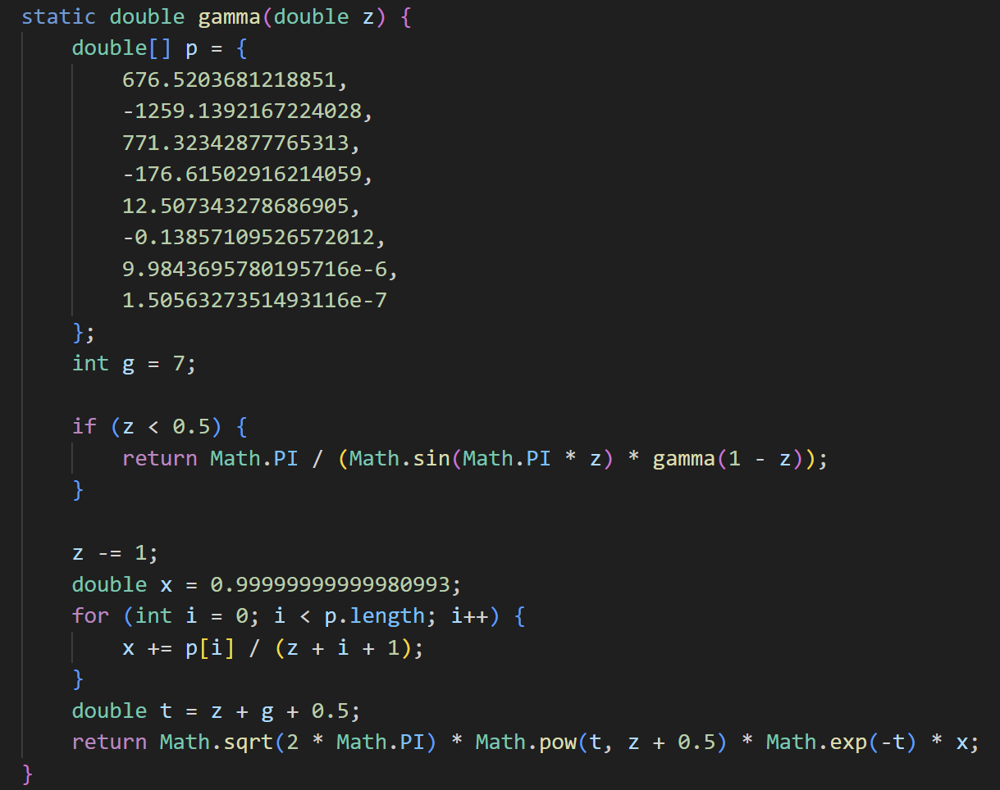 static double gamma(double z) {
    double[] p = {
        676.5203681218851,
        -1259.1392167224028,
        771.32342877765313,
        -176.61502916214059,
        12.507343278686905,
        -0.13857109526572012,
        9.9843695780195716e-6,
        1.5056327351493116e-7
    };
    int g = 7;

    if (z < 0.5) {
        return Math.PI / (Math.sin(Math.PI * z) * gamma(1 - z));
    }

    z -= 1;
    double x = 0.99999999999980993;
    for (int i = 0; i < p.length; i++) {
        x += p[i] / (z + i + 1);
    }
    double t = z + g + 0.5;
    return Math.sqrt(2 * Math.PI) * Math.pow(t, z + 0.5) * Math.exp(-t) * x;
}